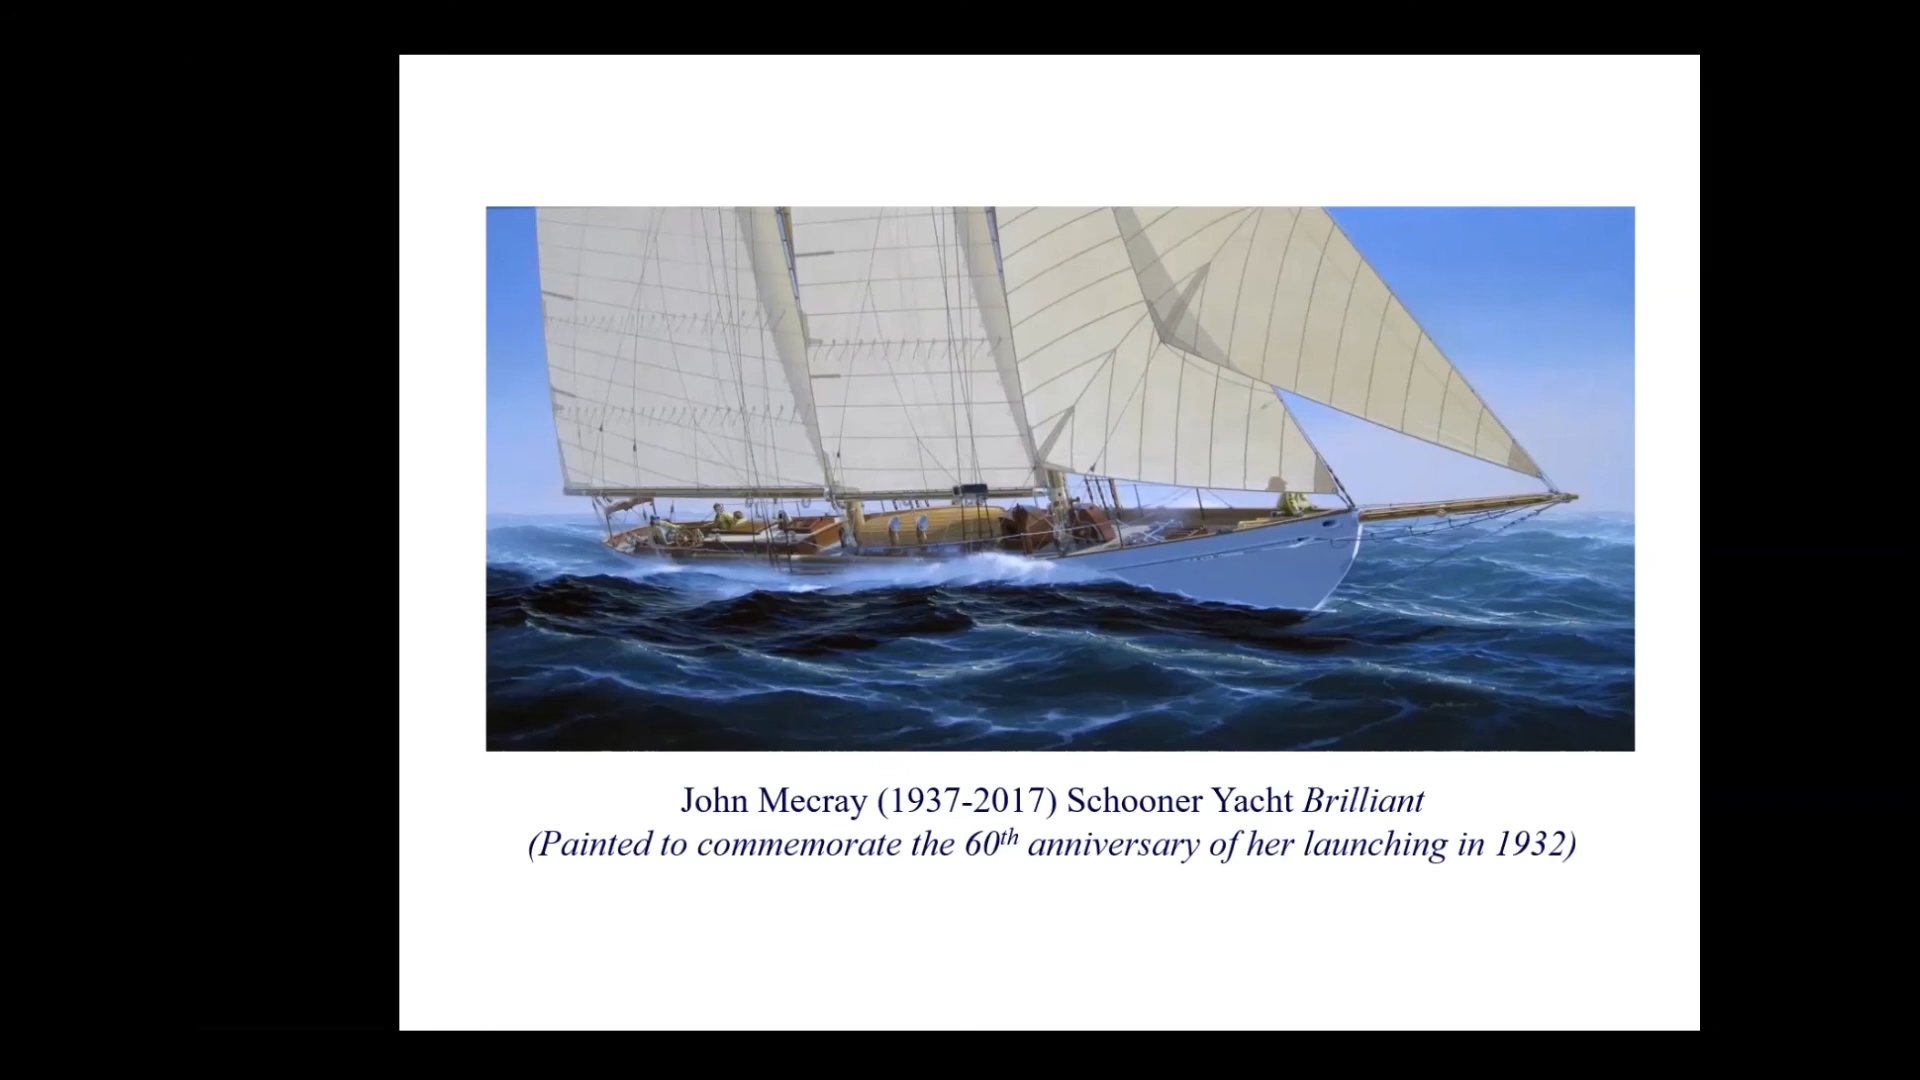 John Mecray (1937-2017) Schooner Yacht Brilliant
(Painted to commemorate the 60th anniversary of her launching in 1932)